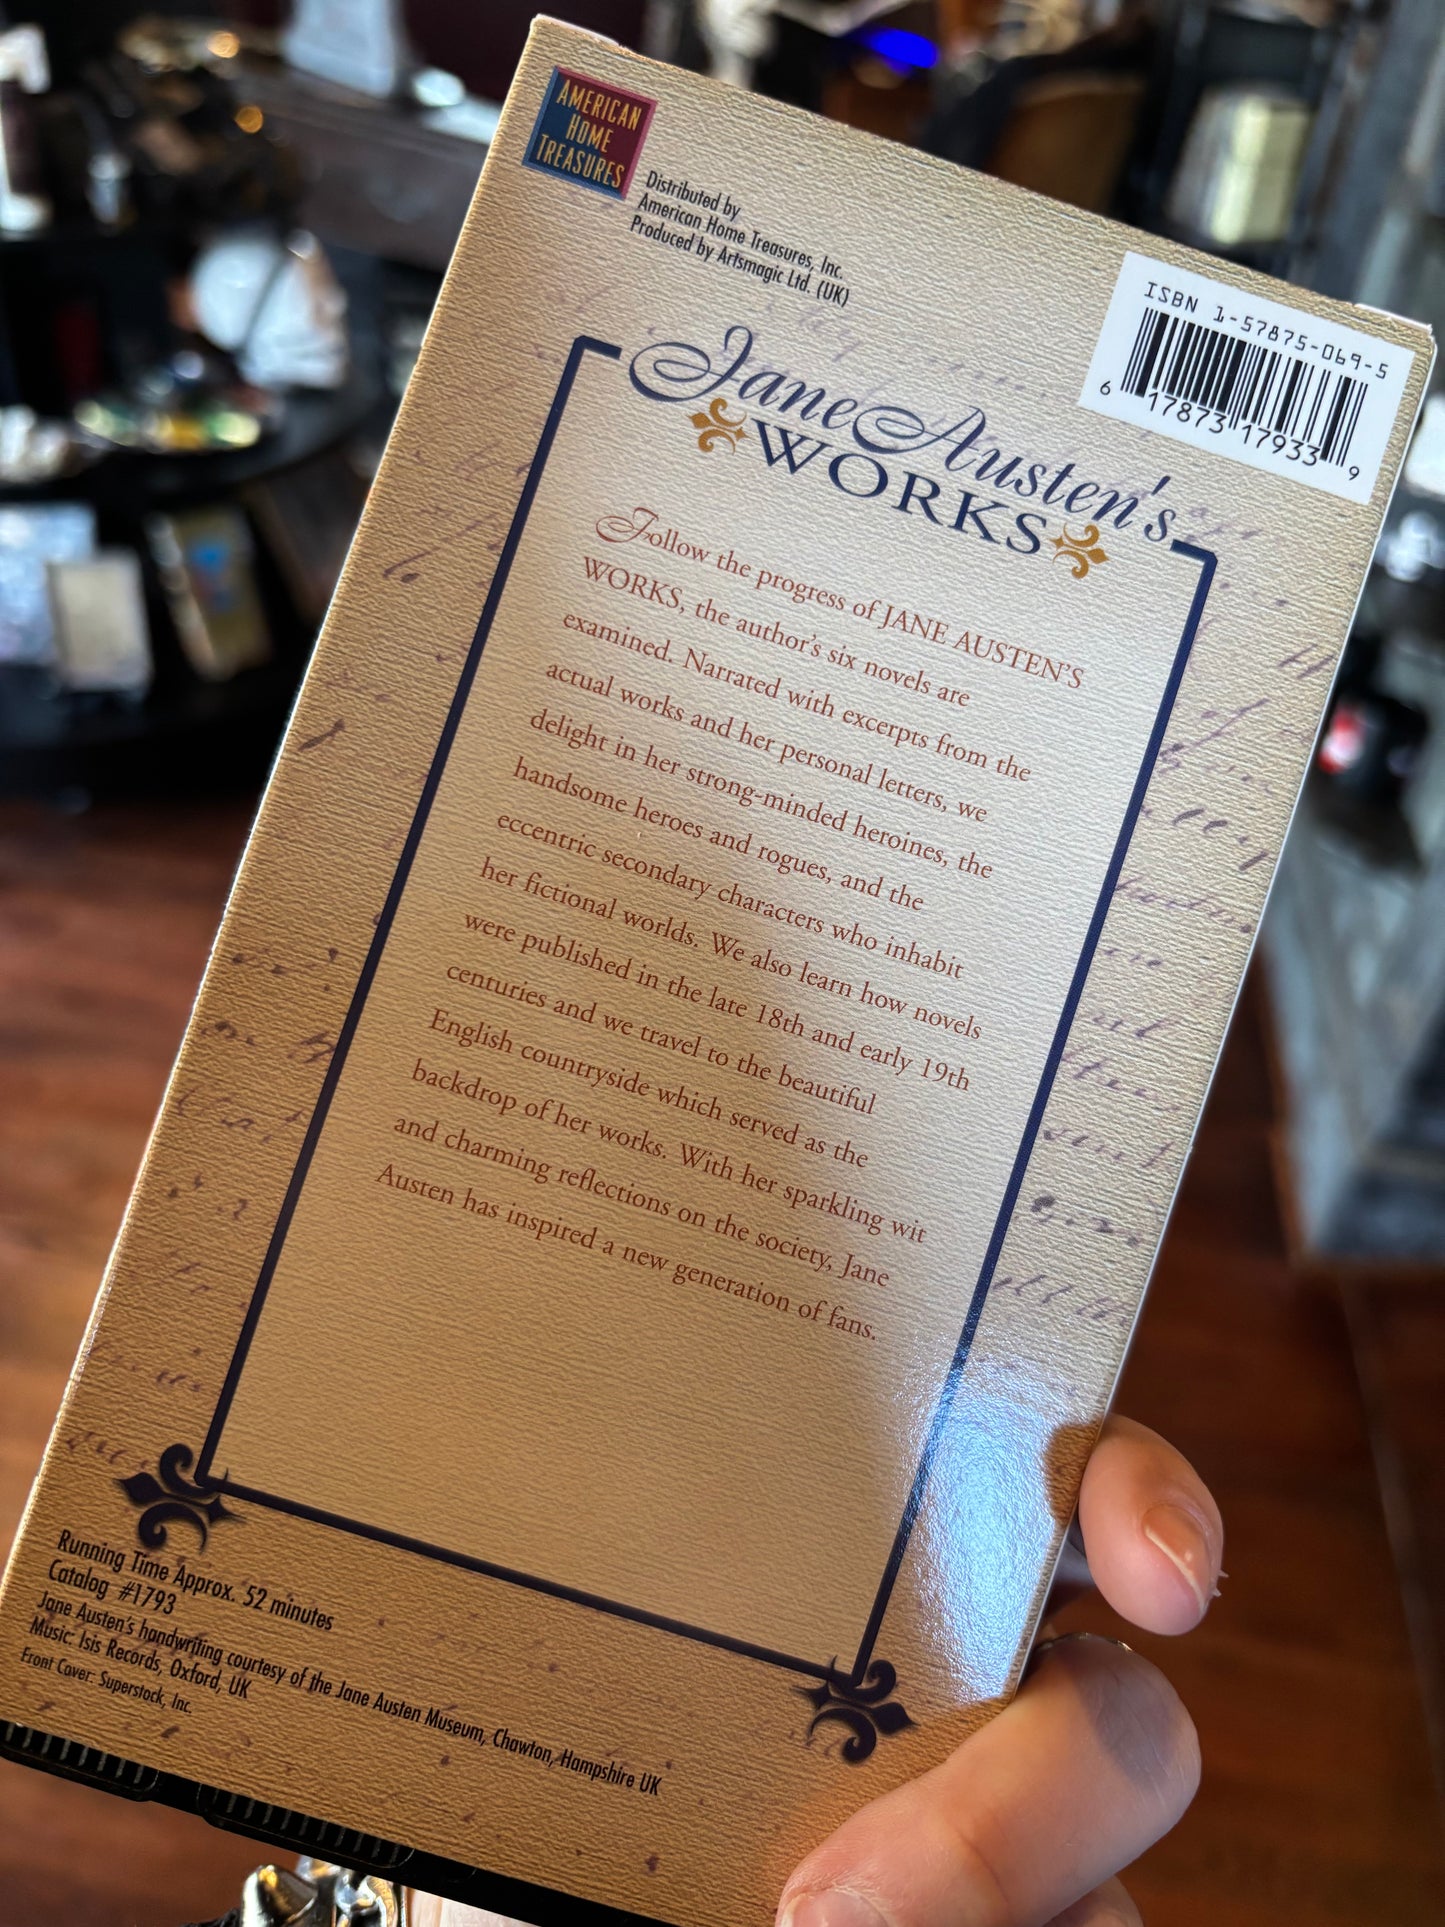 AMERICAN
HOME
TREASURES
Distributed by
American Home Treasures, Inc.
Produced by Artsmagic Ltd. (UK)
ISBN 1-57875-069-5
6 17873 17933 9
Jane Austen's
WORKS
Follow the progress of JANE AUSTEN'S
WORKS, the author's six novels are
examined. Narrated with excerpts from the
actual works and her personal letters, we
delight in her strong-minded heroines, the
handsome heroes and rogues, and the
eccentric secondary characters who inhabit
her fictional worlds. We also learn how novels
were published in the late 18th and early 19th
centuries and we travel to the beautiful
English countryside which served as the
backdrop of her works. With her sparkling wit
and charming reflections on the society, Jane
Austen has inspired a new generation of fans.
Running Time Approx. 52 minutes
Catalog #1793
Jane Austen's handwriting courtesy of the Jane Austen Museum, Chawton, Hampshire UK
Music: Isis Records, Oxford, UK
Front Cover: Superstock, Inc.